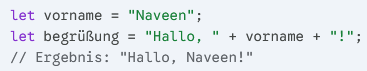 let vorname = "Naveen";
let begrüßung = "Hallo, " + vorname + "!";
// Ergebnis: "Hallo, Naveen!"